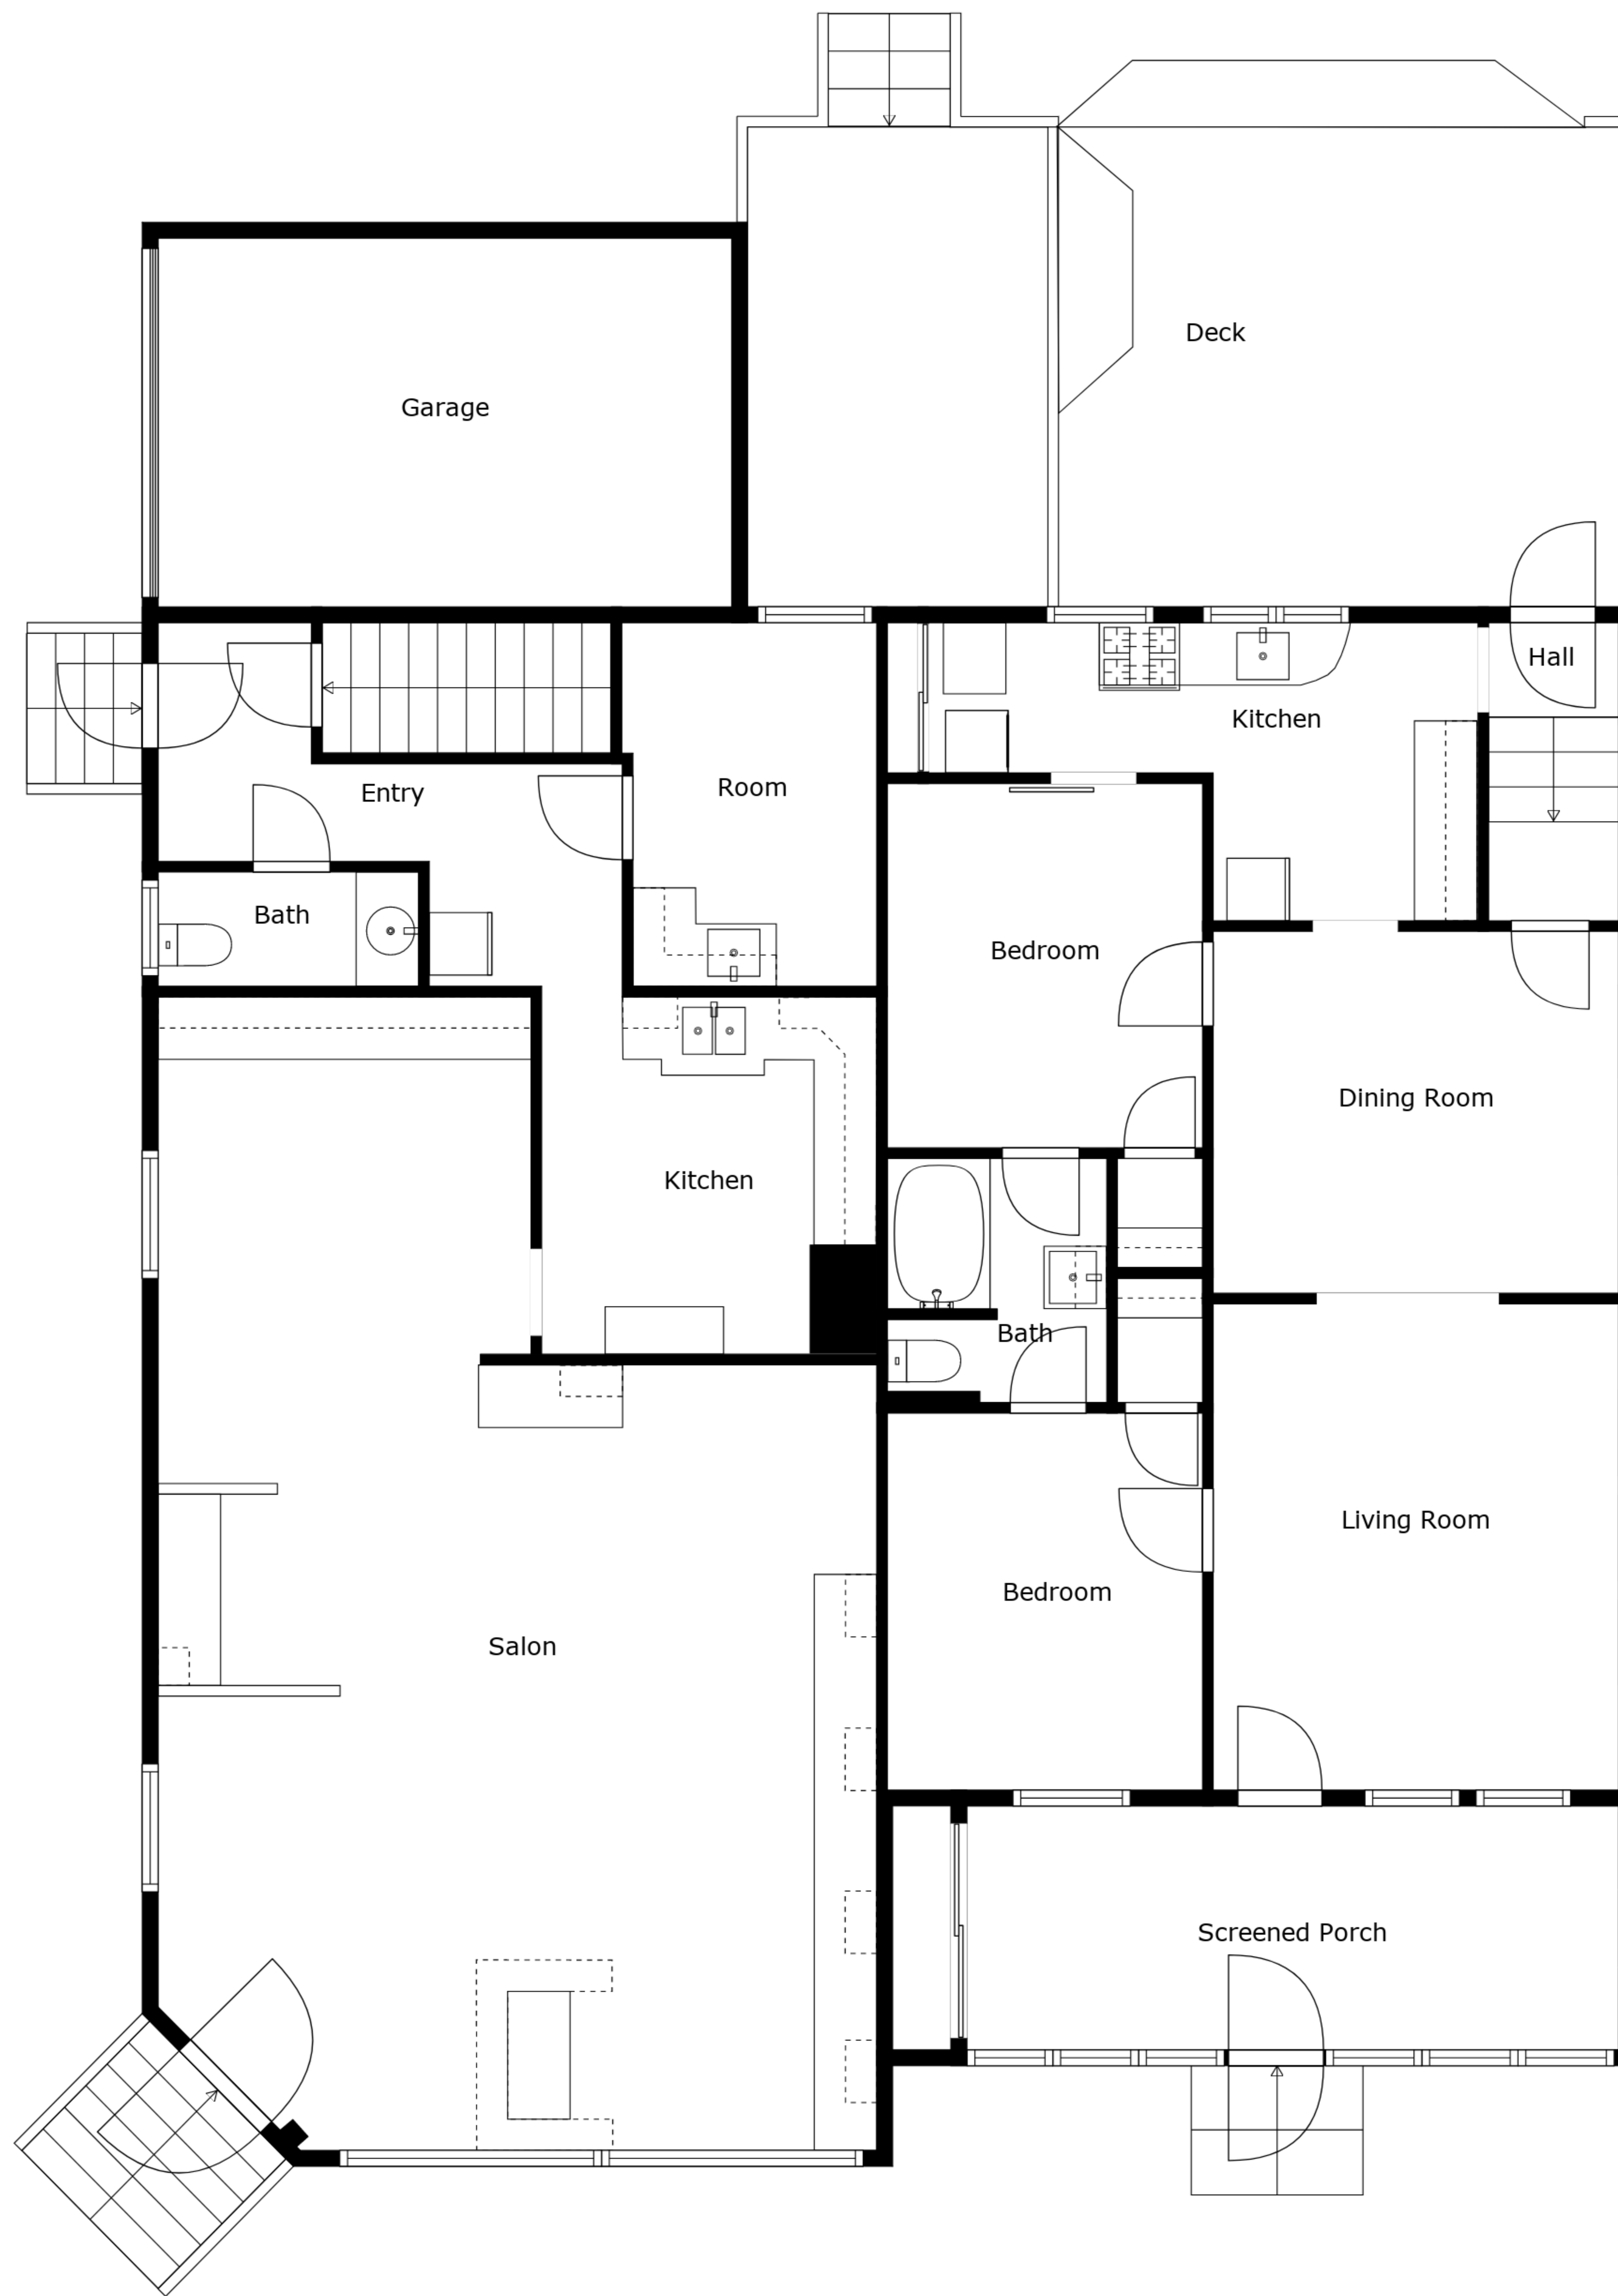 Deck
Garage
Hall
Kitchen
Room
Entry
Bath
Bedroom
Dining Room
Kitchen
Bath
Living Room
Bedroom
Salon
Screened Porch